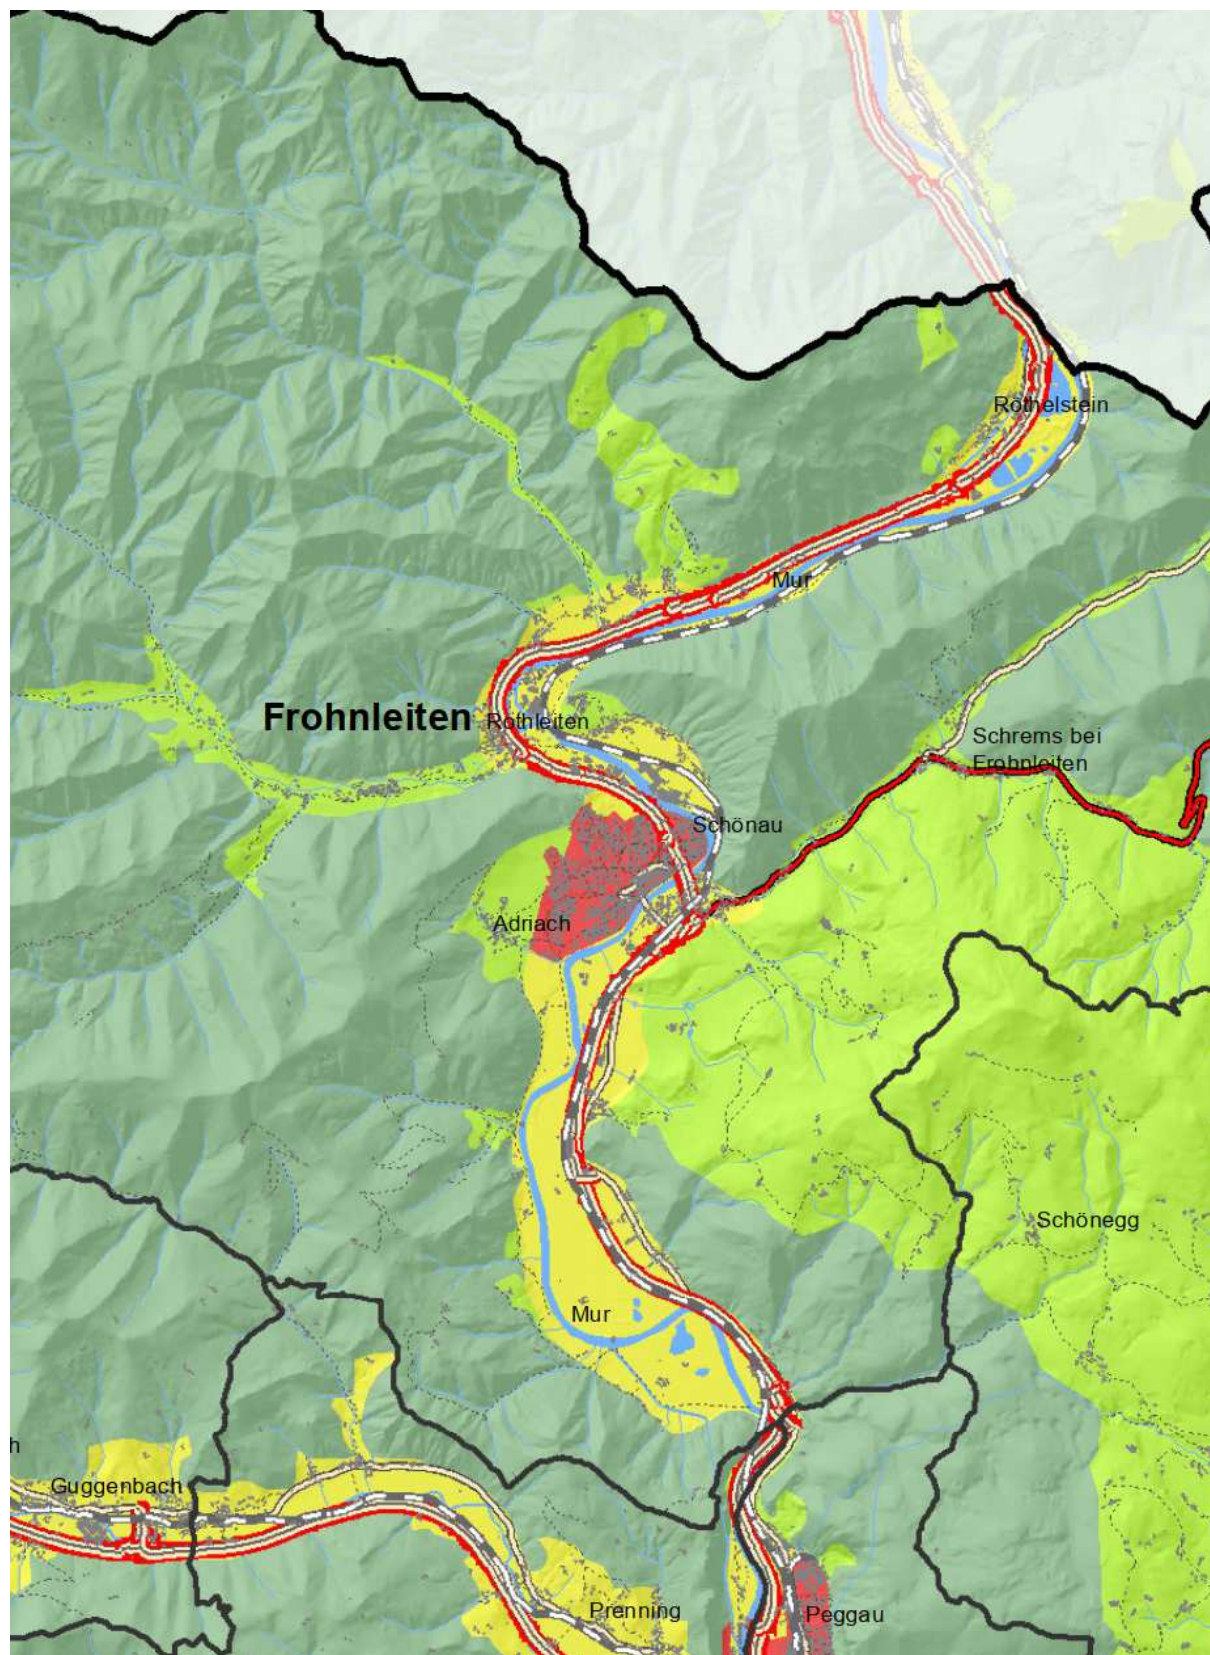 Röthelstein
Mur
Frohnleiten
Rothleiten
Schrems bei
Frohnleiten
Schönau
Adriach
Schönegg
Mur
h
Guggenbach
Prenning
Peggau